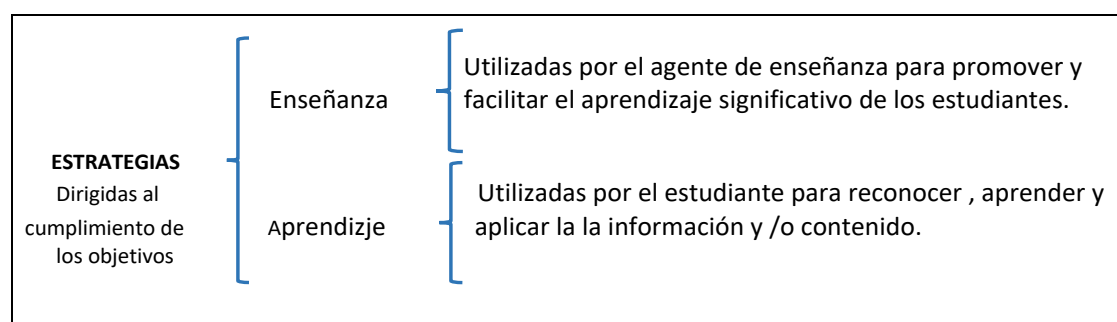 ESTRATEGIAS
Dirigidas al
cumplimiento de
los objetivos
Enseñanza
Utilizadas por el agente de enseñanza para promover y
facilitar el aprendizaje significativo de los estudiantes.
Aprendizje
Utilizadas por el estudiante para reconocer , aprender y
aplicar la la información y /o contenido.